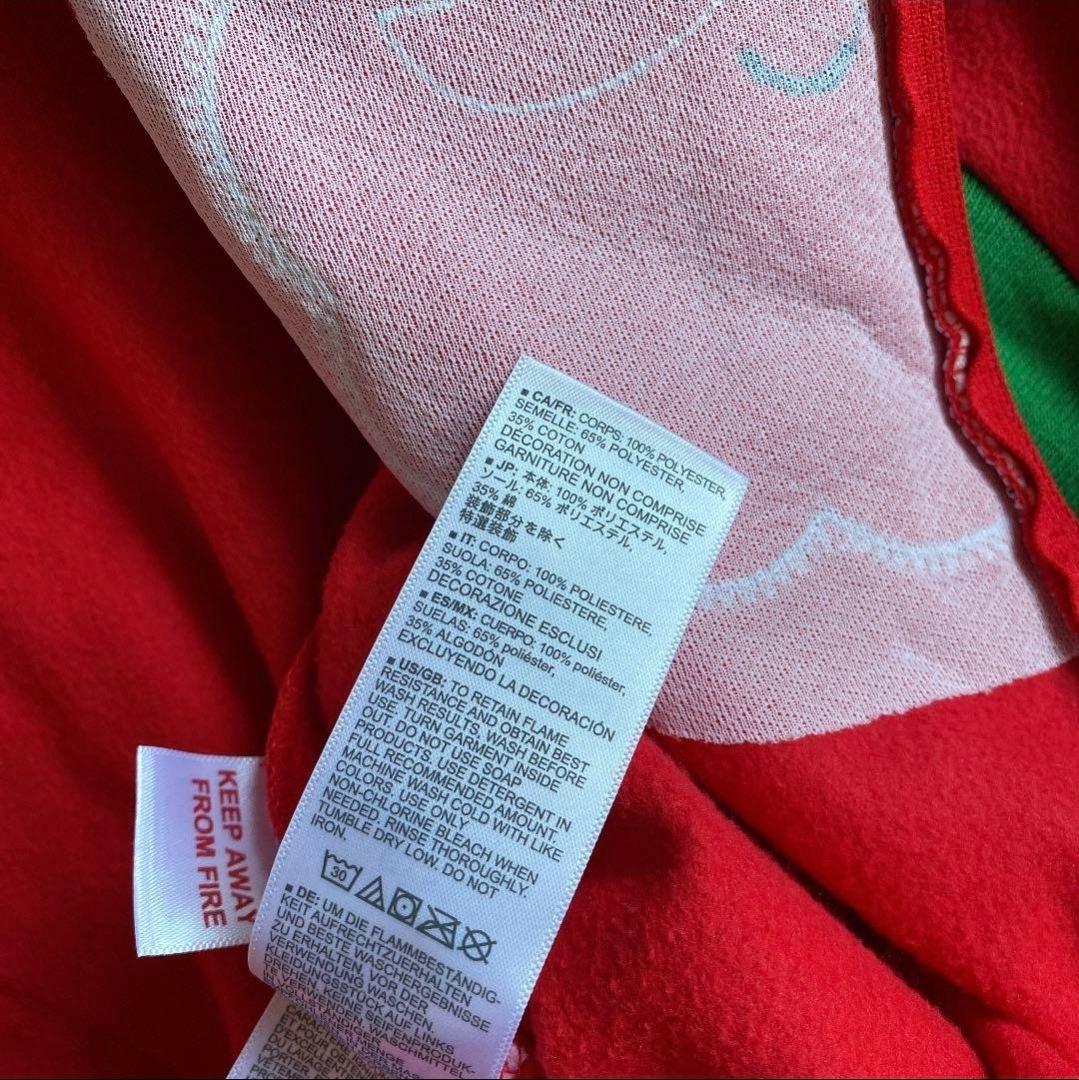 ■ CA/FR: CORPS: 100% POLYESTER,
SEMELLE: 65% POLYESTER,
35% COTON
DÉCORATION NON COMPRISE
GARNITURE NON COMPRISE
■ JP: 本体: 100% ポリエステル,
ソール: 65% ポリエステル,
35% 綿
装飾部分を除く
特選装飾
■ IT: CORPO: 100% POLIESTERE,
SUOLA: 65% POLIESTERE,
35% COTONE
DECORAZIONE ESCLUSI
■ ES/MX: CUERPO: 100% poliéster,
SUELAS: 65% poliéster,
35% ALGODÓN
EXCLUYENDO LA DECORACIÓN
■ US/GB: TO RETAIN FLAME
RESISTANCE AND OBTAIN BEST
WASH RESULTS, WASH BEFORE
USE. TURN GARMENT INSIDE
OUT. DO NOT USE SOAP
PRODUCTS. USE DETERGENT IN
FULL RECOMMENDED AMOUNT.
MACHINE WASH COLD WITH LIKE
COLORS. USE ONLY
NON-CHLORINE BLEACH WHEN
NEEDED. RINSE THOROUGHLY.
TUMBLE DRY LOW. DO NOT
IRON.
30
■ DE: UM DIE FLAMMBESTÄNDIG-
KEIT AUFRECHTZUERHALTEN
UND BESTE WASCHERGEBNISSE
ZU ERHALTEN, VOR DER
VERWENDUNG WASCHEN.
AUF LINKS
KEINE SEIFENPRODUK-
WASCHMITTEL
KEEP AWAY
FROM FIRE